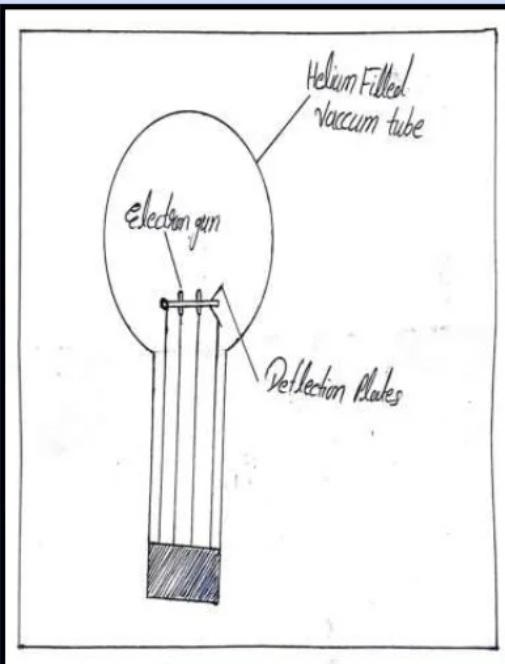 Helium Filled
Vaccum tube
Electron gun
Deflection Plates